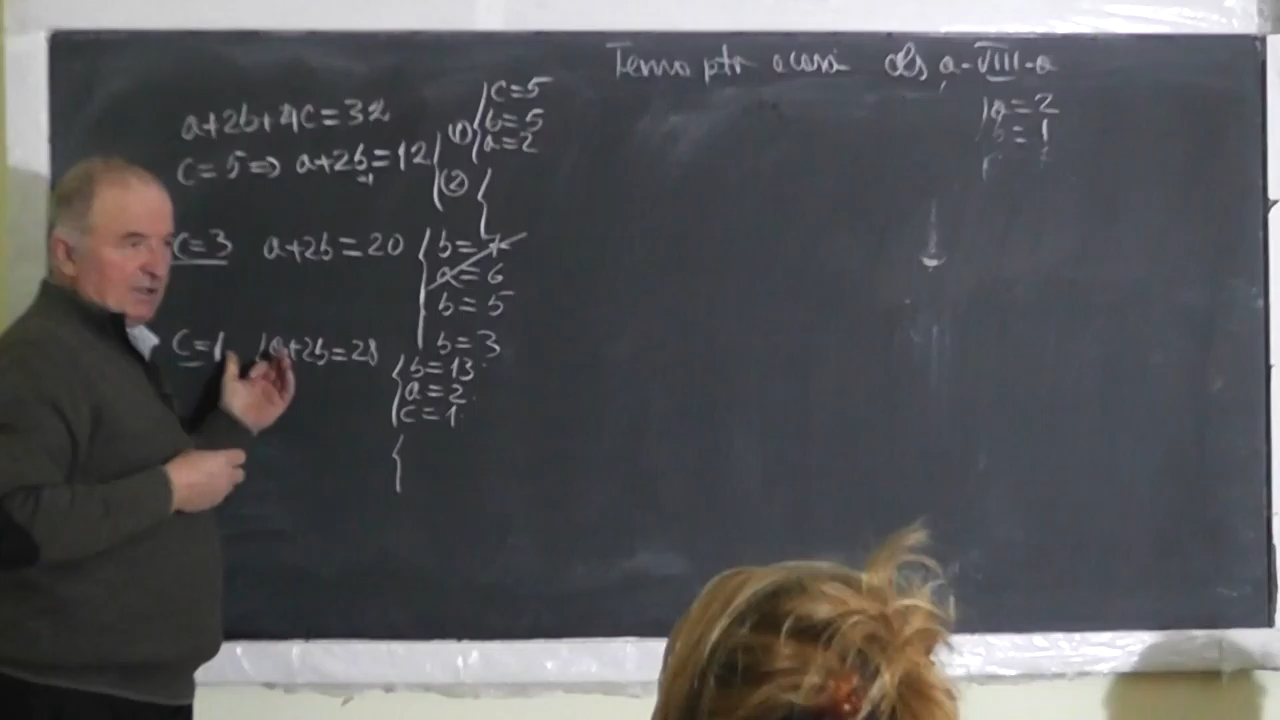 Tema ptr acasă cls a-VIII-a
a+2b+4c=32
c=5 ⇒ a+2b=12
(1) c=5
b=5
a=2
(2)
c=3 a+2b=20
b=7
a=6
b=5
b=3
c=1 a+2b=28
b=13
a=2
c=1
a=2
b=1